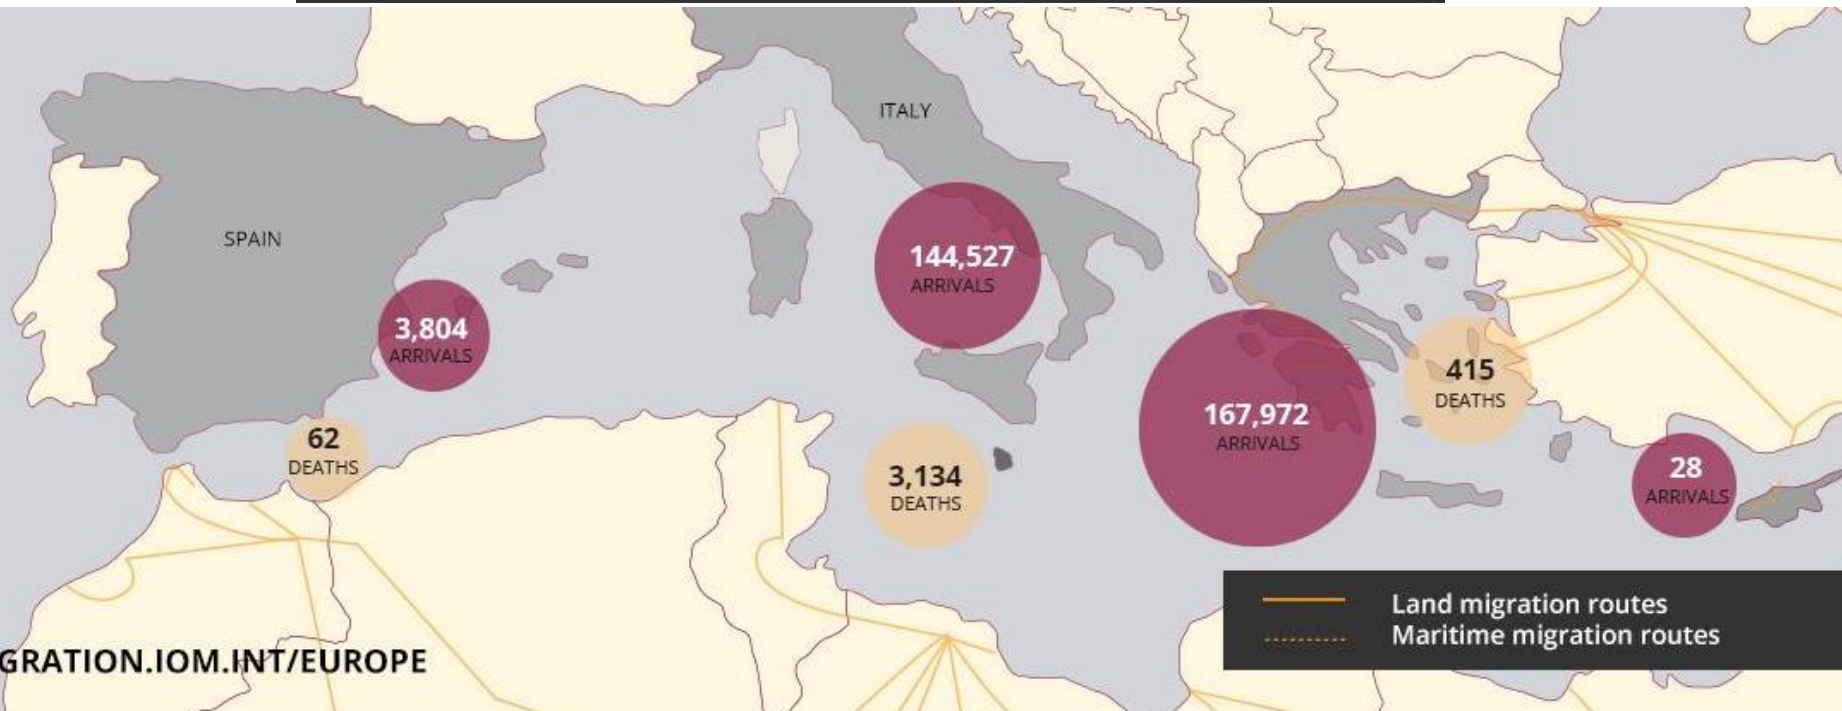 ITALY
SPAIN
144,527
ARRIVALS
3,804
ARRIVALS
415
DEATHS
167,972
ARRIVALS
62
DEATHS
3,134
DEATHS
28
ARRIVALS
Land migration routes
Maritime migration routes
GRATION.IOM.INT/EUROPE